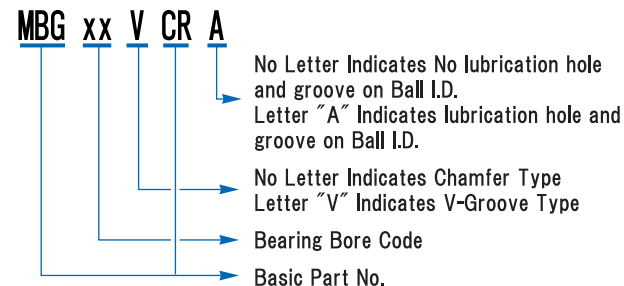 MBG xx V CR A
No Letter Indicates No lubrication hole
and groove on Ball I.D.
Letter "A" Indicates lubrication hole and
groove on Ball I.D.
No Letter Indicates Chamfer Type
Letter "V" Indicates V-Groove Type
Bearing Bore Code
Basic Part No.